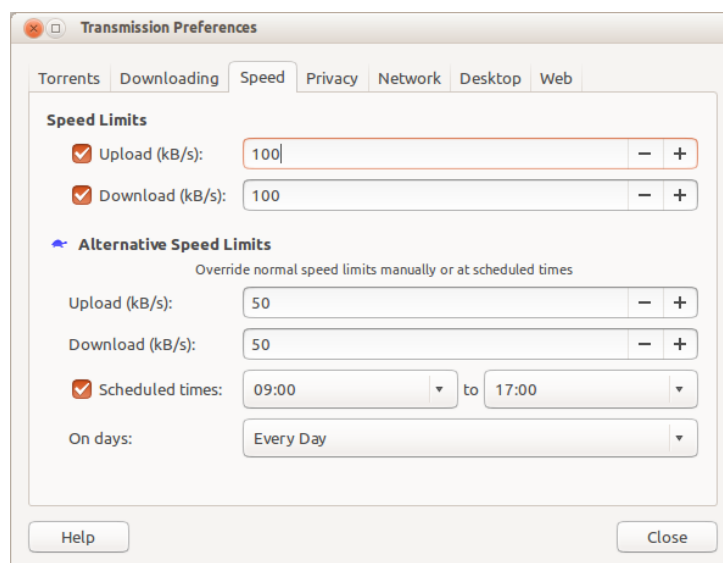 Transmission Preferences
Torrents Downloading Speed Privacy Network Desktop Web
Speed Limits
Upload (kB/s): 100 − +
Download (kB/s): 100 − +
Alternative Speed Limits
Override normal speed limits manually or at scheduled times
Upload (kB/s): 50 − +
Download (kB/s): 50 − +
Scheduled times: 09:00 to 17:00
On days: Every Day
Help Close